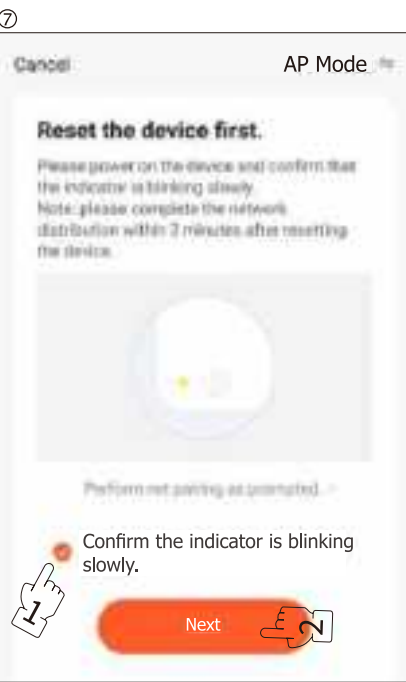 ⑦
Cancel
AP Mode ⇋
Reset the device first.
Please power on the device and confirm that
the indicator is blinking slowly.
Note: please complete the network
distribution within 3 minutes after resetting
the device.
Perform net pairing as prompted.
Confirm the indicator is blinking
slowly.
1
Next
2